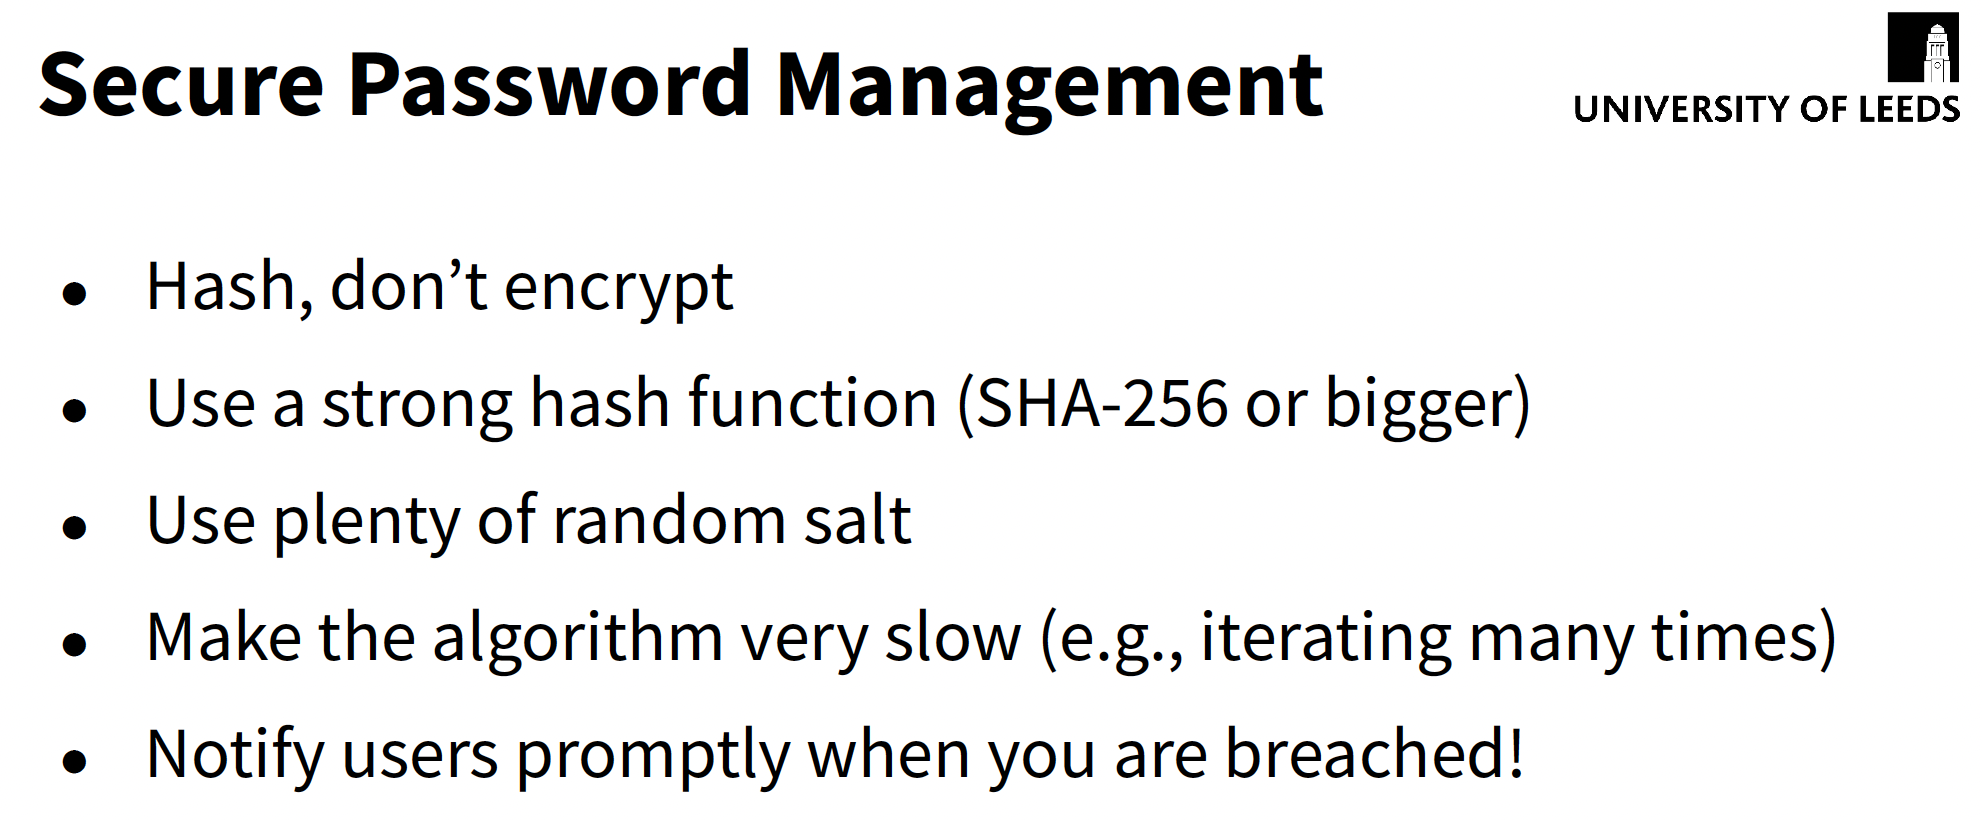 Secure Password Management
UNIVERSITY OF LEEDS
• Hash, don’t encrypt
• Use a strong hash function (SHA-256 or bigger)
• Use plenty of random salt
• Make the algorithm very slow (e.g., iterating many times)
• Notify users promptly when you are breached!